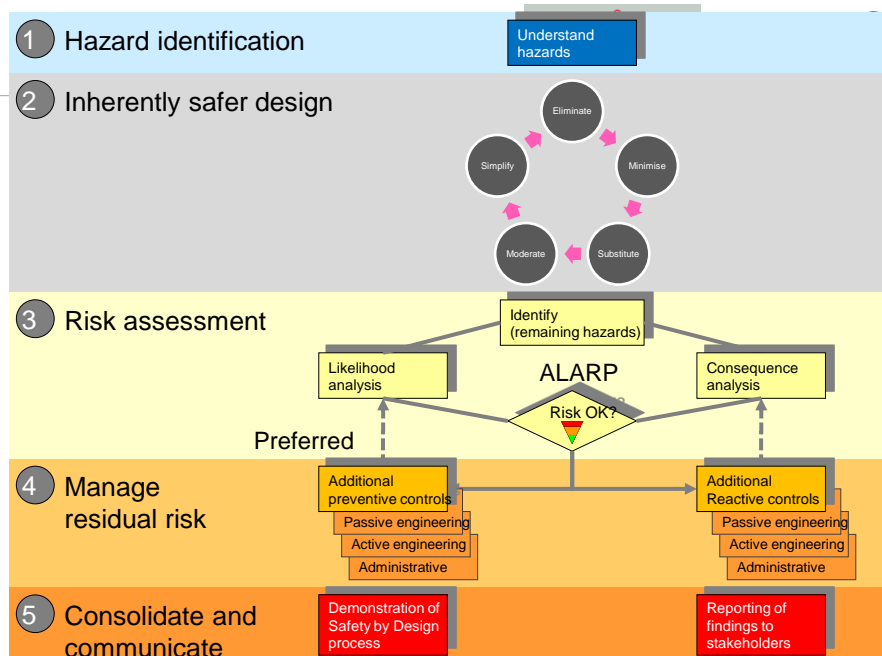 1 Hazard identification
Understand
hazards
2 Inherently safer design
Eliminate
Simplify
Minimise
Moderate
Substitute
3 Risk assessment
Identify
(remaining hazards)
Likelihood
analysis
ALARP
Consequence
analysis
Risk OK?
Preferred
4 Manage
residual risk
Additional
preventive controls
Passive engineering
Active engineering
Administrative
Additional
Reactive controls
Passive engineering
Active engineering
Administrative
5 Consolidate and
communicate
Demonstration of
Safety by Design
process
Reporting of
findings to
stakeholders